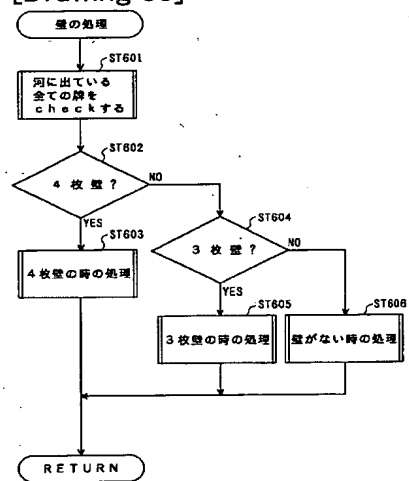 壁の処理
ST601
河に出ている
全ての牌を
checkする
ST602
4枚壁?
NO
YES
ST603
4枚壁の時の処理
ST604
3枚壁?
NO
YES
ST605
3枚壁の時の処理
ST606
壁がない時の処理
RETURN